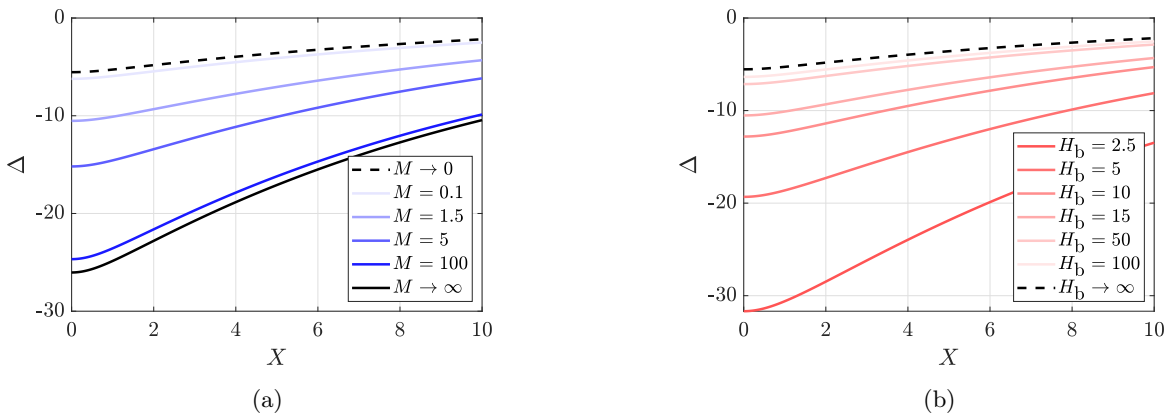 0
-10
-20
-30
0 2 4 6 8 10
Δ
X
M → 0
M = 0.1
M = 1.5
M = 5
M = 100
M → ∞
(a)
0
-10
-20
-30
0 2 4 6 8 10
Δ
X
H_b = 2.5
H_b = 5
H_b = 10
H_b = 15
H_b = 50
H_b = 100
H_b → ∞
(b)